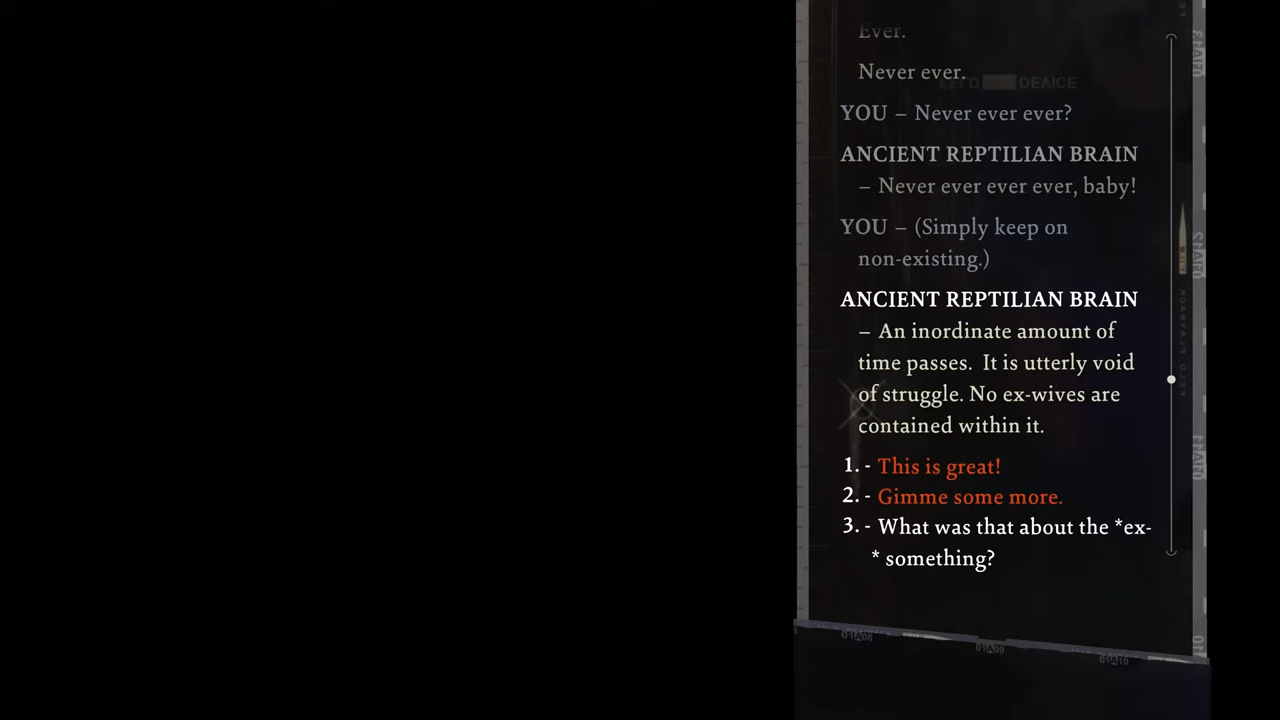 Ever.
Never ever.
YOU – Never ever ever?
ANCIENT REPTILIAN BRAIN
– Never ever ever ever, baby!
YOU – (Simply keep on
non-existing.)
ANCIENT REPTILIAN BRAIN
– An inordinate amount of
time passes. It is utterly void
of struggle. No ex-wives are
contained within it.
1. - This is great!
2. - Gimme some more.
3. - What was that about the *ex-
* something?
01A08
01A09
01A10